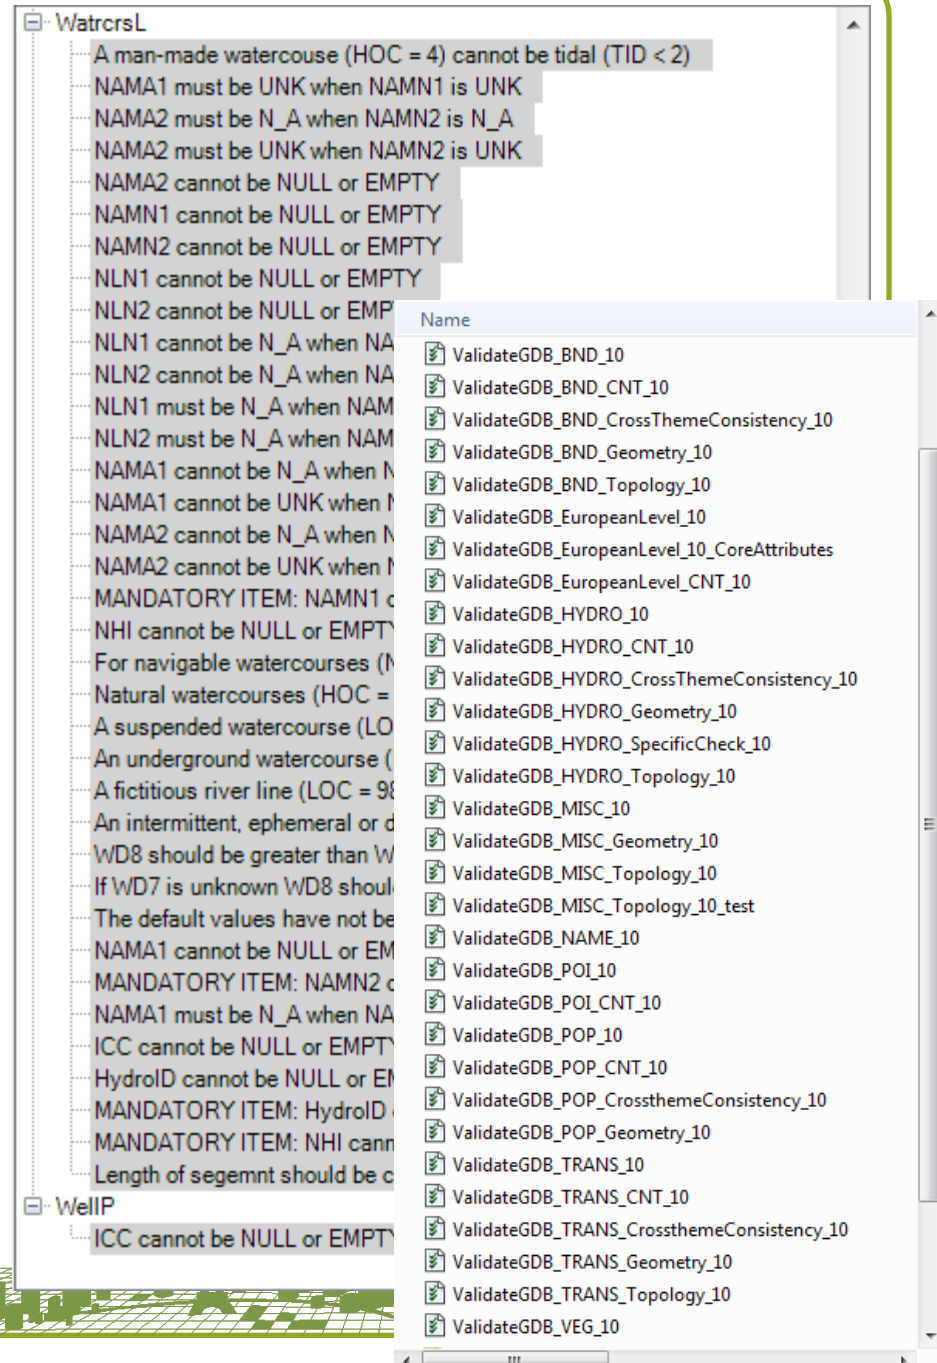 WatrcrsL
A man-made watercouse (HOC = 4) cannot be tidal (TID < 2)
NAMA1 must be UNK when NAMN1 is UNK
NAMA2 must be N_A when NAMN2 is N_A
NAMA2 must be UNK when NAMN2 is UNK
NAMA2 cannot be NULL or EMPTY
NAMN1 cannot be NULL or EMPTY
NAMN2 cannot be NULL or EMPTY
NLN1 cannot be NULL or EMPTY
NLN2 cannot be NULL or EMP
NLN1 cannot be N_A when NA
NLN2 cannot be N_A when NA
NLN1 must be N_A when NAM
NLN2 must be N_A when NAM
NAMA1 cannot be N_A when N
NAMA1 cannot be UNK when
NAMA2 cannot be N_A when N
NAMA2 cannot be UNK when
MANDATORY ITEM: NAMN1
NHI cannot be NULL or EMPTY
For navigable watercourses (N
Natural watercourses (HOC =
A suspended watercourse (LO
An underground watercourse (
A fictitious river line (LOC = 98
An intermittent, ephemeral or d
WD8 should be greater than W
If WD7 is unknown WD8 shoul
The default values have not be
NAMA1 cannot be NULL or EM
MANDATORY ITEM: NAMN2
NAMA1 must be N_A when NA
ICC cannot be NULL or EMPTY
HydroID cannot be NULL or EM
MANDATORY ITEM: HydroID
MANDATORY ITEM: NHI cann
Length of segemnt should be c
WellP
ICC cannot be NULL or EMPTY
Name
ValidateGDB_BND_10
ValidateGDB_BND_CNT_10
ValidateGDB_BND_CrossThemeConsistency_10
ValidateGDB_BND_Geometry_10
ValidateGDB_BND_Topology_10
ValidateGDB_EuropeanLevel_10
ValidateGDB_EuropeanLevel_10_CoreAttributes
ValidateGDB_EuropeanLevel_CNT_10
ValidateGDB_HYDRO_10
ValidateGDB_HYDRO_CNT_10
ValidateGDB_HYDRO_CrossThemeConsistency_10
ValidateGDB_HYDRO_Geometry_10
ValidateGDB_HYDRO_SpecificCheck_10
ValidateGDB_HYDRO_Topology_10
ValidateGDB_MISC_10
ValidateGDB_MISC_Geometry_10
ValidateGDB_MISC_Topology_10
ValidateGDB_MISC_Topology_10_test
ValidateGDB_NAME_10
ValidateGDB_POI_10
ValidateGDB_POI_CNT_10
ValidateGDB_POP_10
ValidateGDB_POP_CNT_10
ValidateGDB_POP_CrossthemeConsistency_10
ValidateGDB_POP_Geometry_10
ValidateGDB_TRANS_10
ValidateGDB_TRANS_CNT_10
ValidateGDB_TRANS_CrossthemeConsistency_10
ValidateGDB_TRANS_Geometry_10
ValidateGDB_TRANS_Topology_10
ValidateGDB_VEG_10